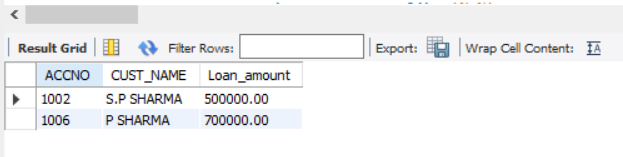 Result Grid Filter Rows: Export: Wrap Cell Content:
ACCNO CUST_NAME Loan_amount
1002 S.P SHARMA 500000.00
1006 P SHARMA 700000.00